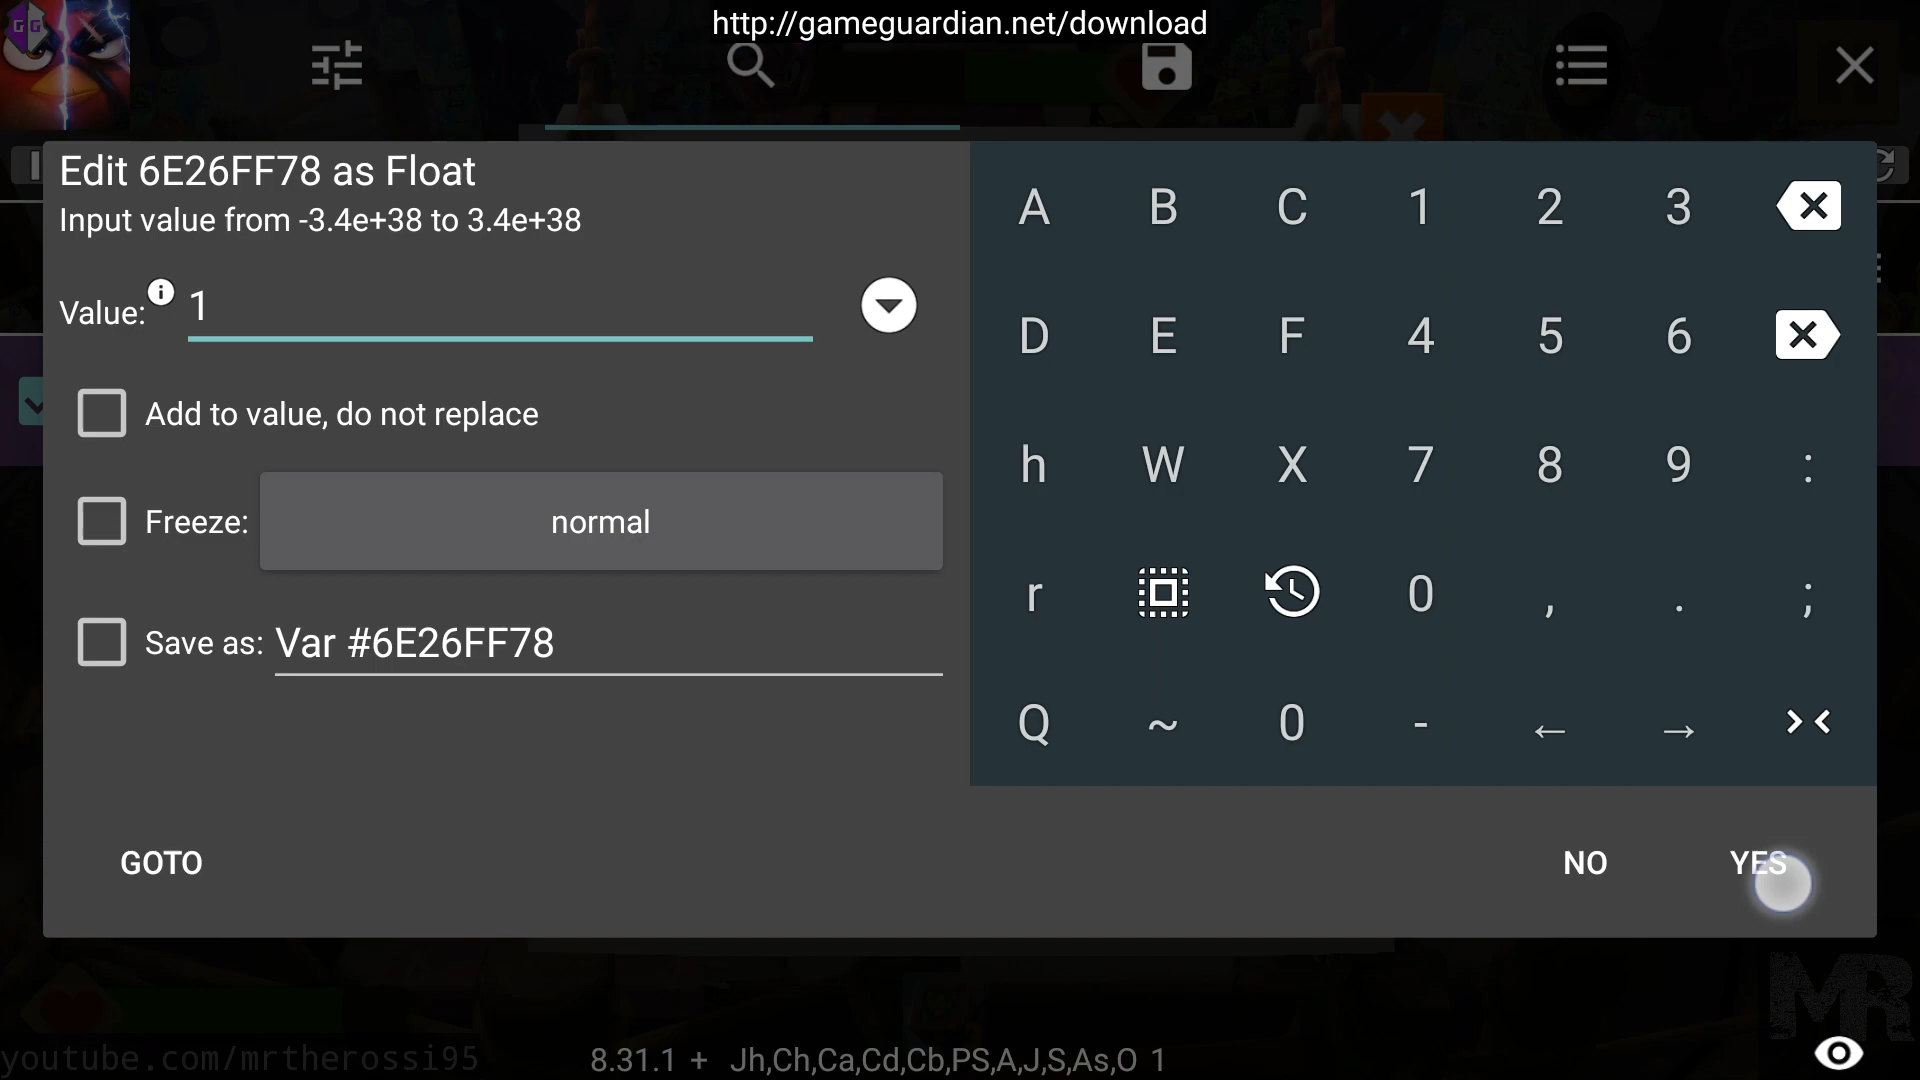 http://gameguardian.net/download
GG
Edit 6E26FF78 as Float
Input value from -3.4e+38 to 3.4e+38
Value: i 1
Add to value, do not replace
Freeze: normal
Save as: Var #6E26FF78
A B C 1 2 3
D E F 4 5 6
h W X 7 8 9 :
r 0 , . ;
Q ~ 0 - ← → ><
GOTO NO YES
MR
youtube.com/mrtherossi95 8.31.1 + Jh,Ch,Ca,Cd,Cb,PS,A,J,S,As,O 1